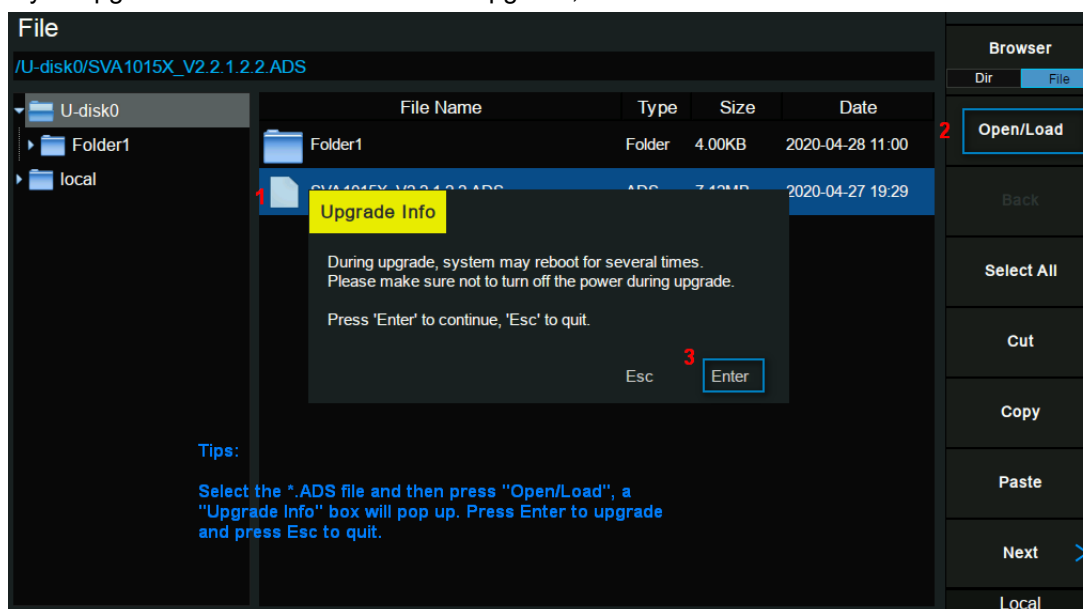 File
/U-disk0/SVA1015X_V2.2.1.2.2.ADS
Browser
Dir File
U-disk0
Folder1
local
File Name Type Size Date
Folder1 Folder 4.00KB 2020-04-28 11:00
1 2020-04-27 19:29
Upgrade Info
During upgrade, system may reboot for several times.
Please make sure not to turn off the power during upgrade.
Press 'Enter' to continue, 'Esc' to quit.
Esc 3 Enter
Tips:
Select the *.ADS file and then press "Open/Load", a
"Upgrade Info" box will pop up. Press Enter to upgrade
and press Esc to quit.
2 Open/Load
Back
Select All
Cut
Copy
Paste
Next >
Local